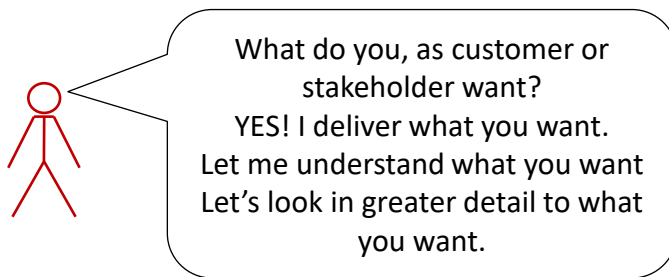 What do you, as customer or
stakeholder want?
YES! I deliver what you want.
Let me understand what you want
Let’s look in greater detail to what
you want.